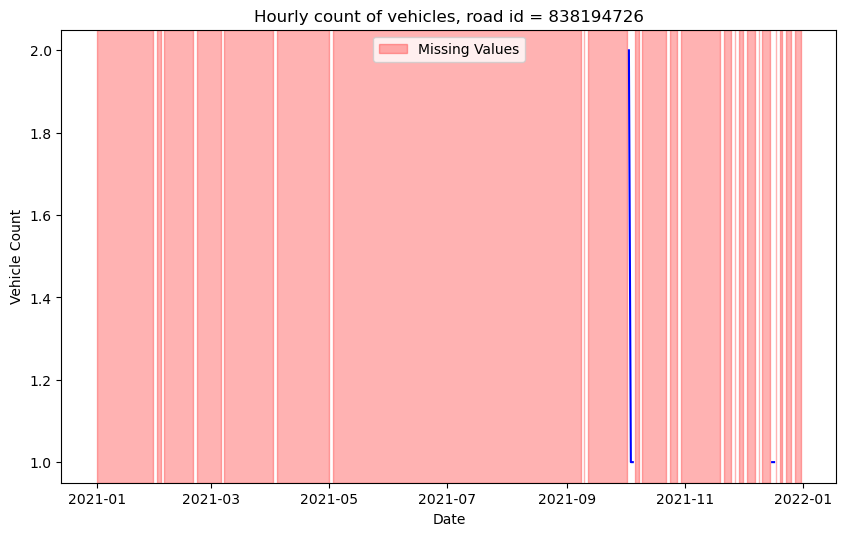 Hourly count of vehicles, road id = 838194726
Missing Values
Vehicle Count
2.0
1.8
1.6
1.4
1.2
1.0
2021-01 2021-03 2021-05 2021-07 2021-09 2021-11 2022-01
Date